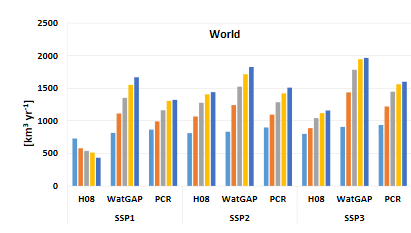 World
[km³ yr⁻¹]
2500
2000
1500
1000
500
0
H08 WatGAP PCR H08 WatGAP PCR H08 WatGAP PCR
SSP1 SSP2 SSP3